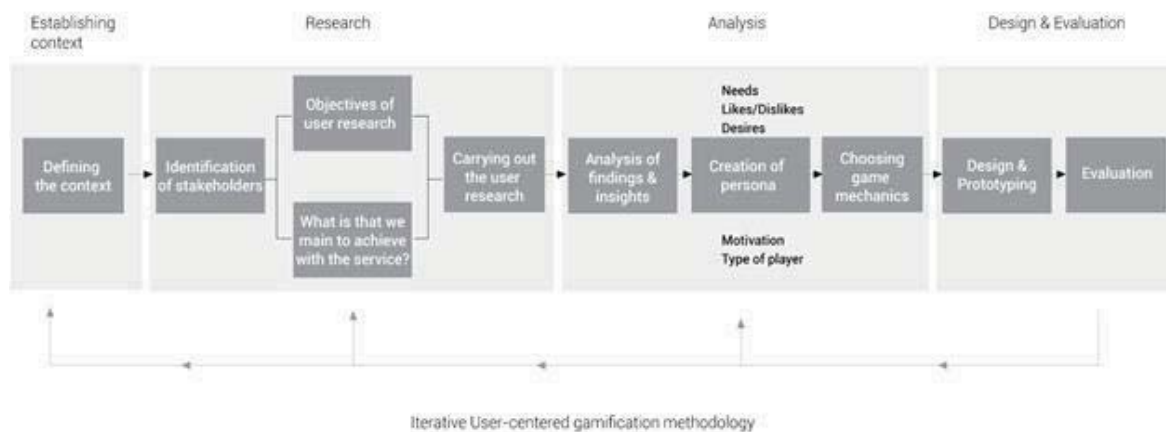 Establishing
context
Research
Analysis
Design & Evaluation
Defining
the context
Identification
of stakeholders
Objectives of
user research
What is that we
main to achieve
with the service?
Carrying out
the user
research
Analysis of
findings &
insights
Needs
Likes/Dislikes
Desires
Creation of
persona
Motivation
Type of player
Choosing
game
mechanics
Design &
Prototyping
Evaluation
Iterative User-centered gamification methodology